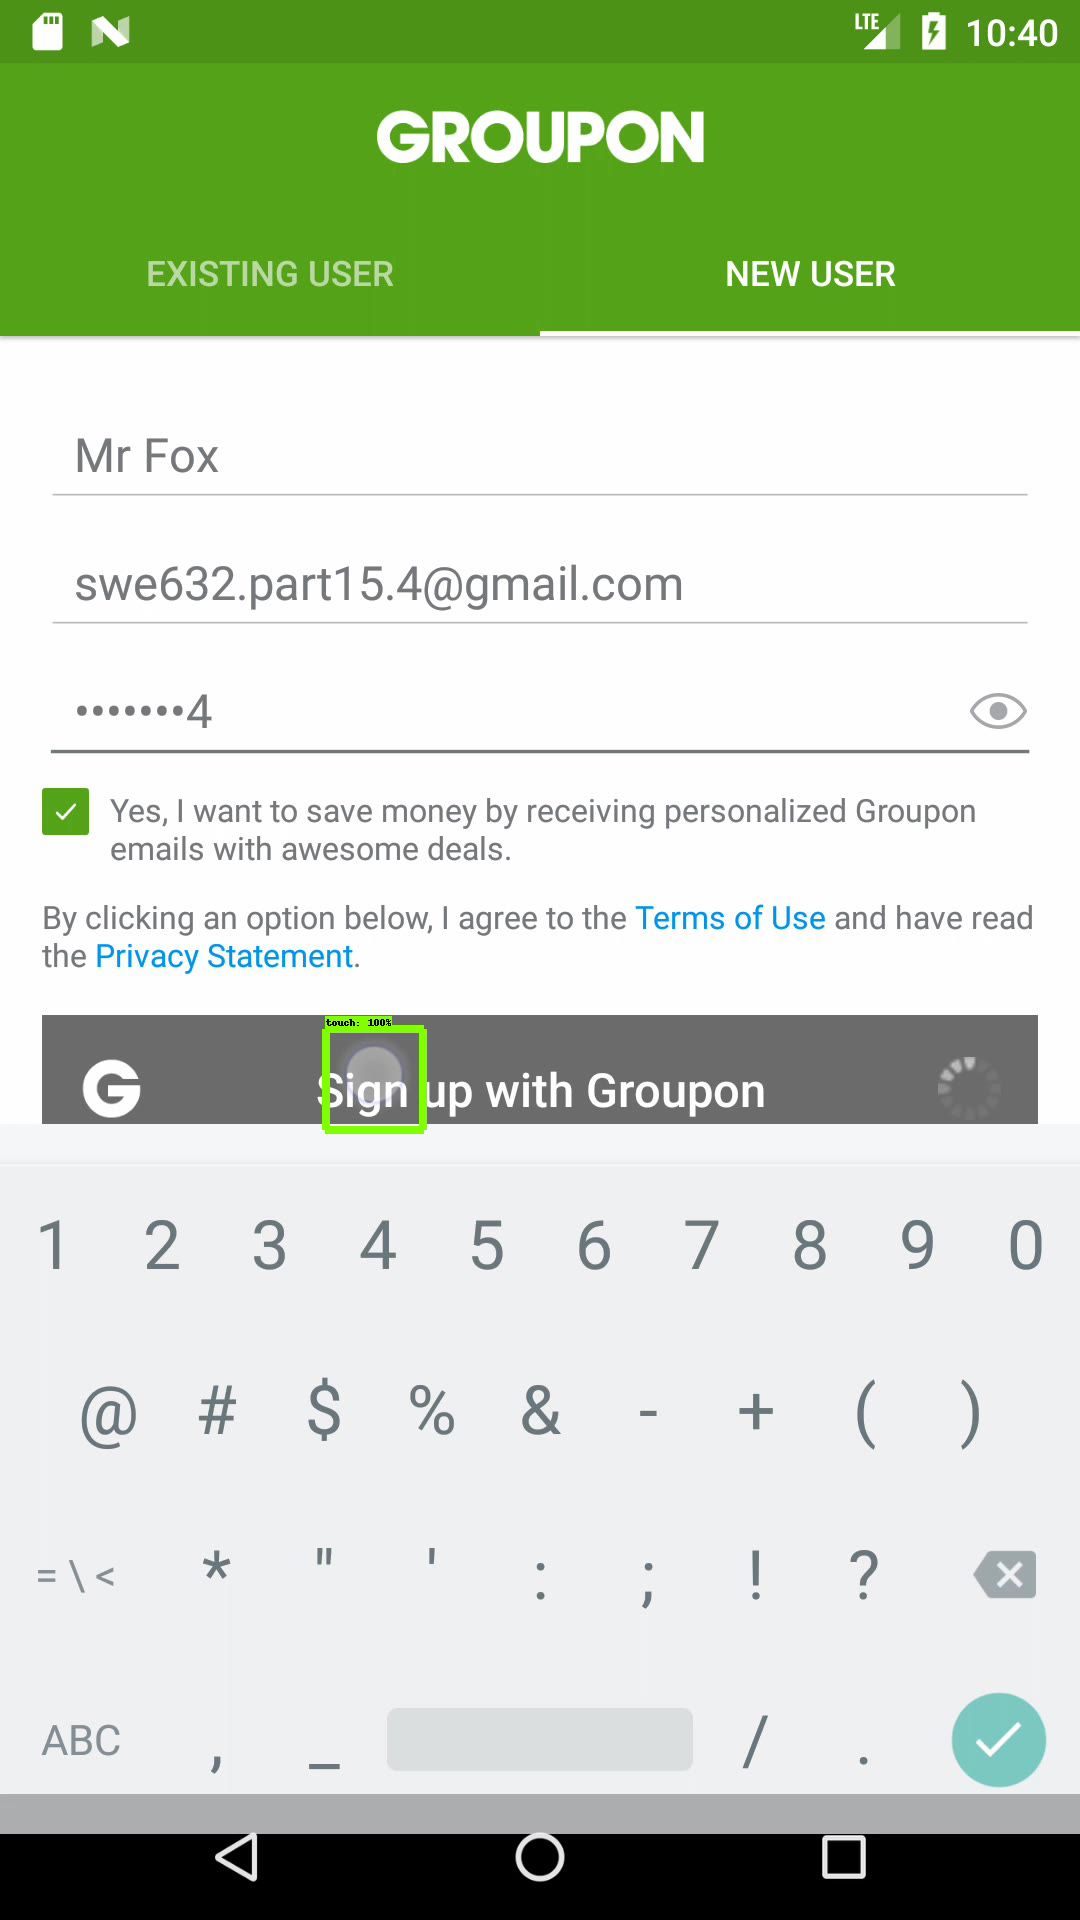 LTE 10:40
GROUPON
EXISTING USER NEW USER
Mr Fox
swe632.part15.4@gmail.com
•••••••4
Yes, I want to save money by receiving personalized Groupon
emails with awesome deals.
By clicking an option below, I agree to the Terms of Use and have read
the Privacy Statement.
touch: 100%
G Sign up with Groupon
1 2 3 4 5 6 7 8 9 0
@ # $ % & - + ( )
= \ < * " ' : ; ! ?
ABC , _ / .